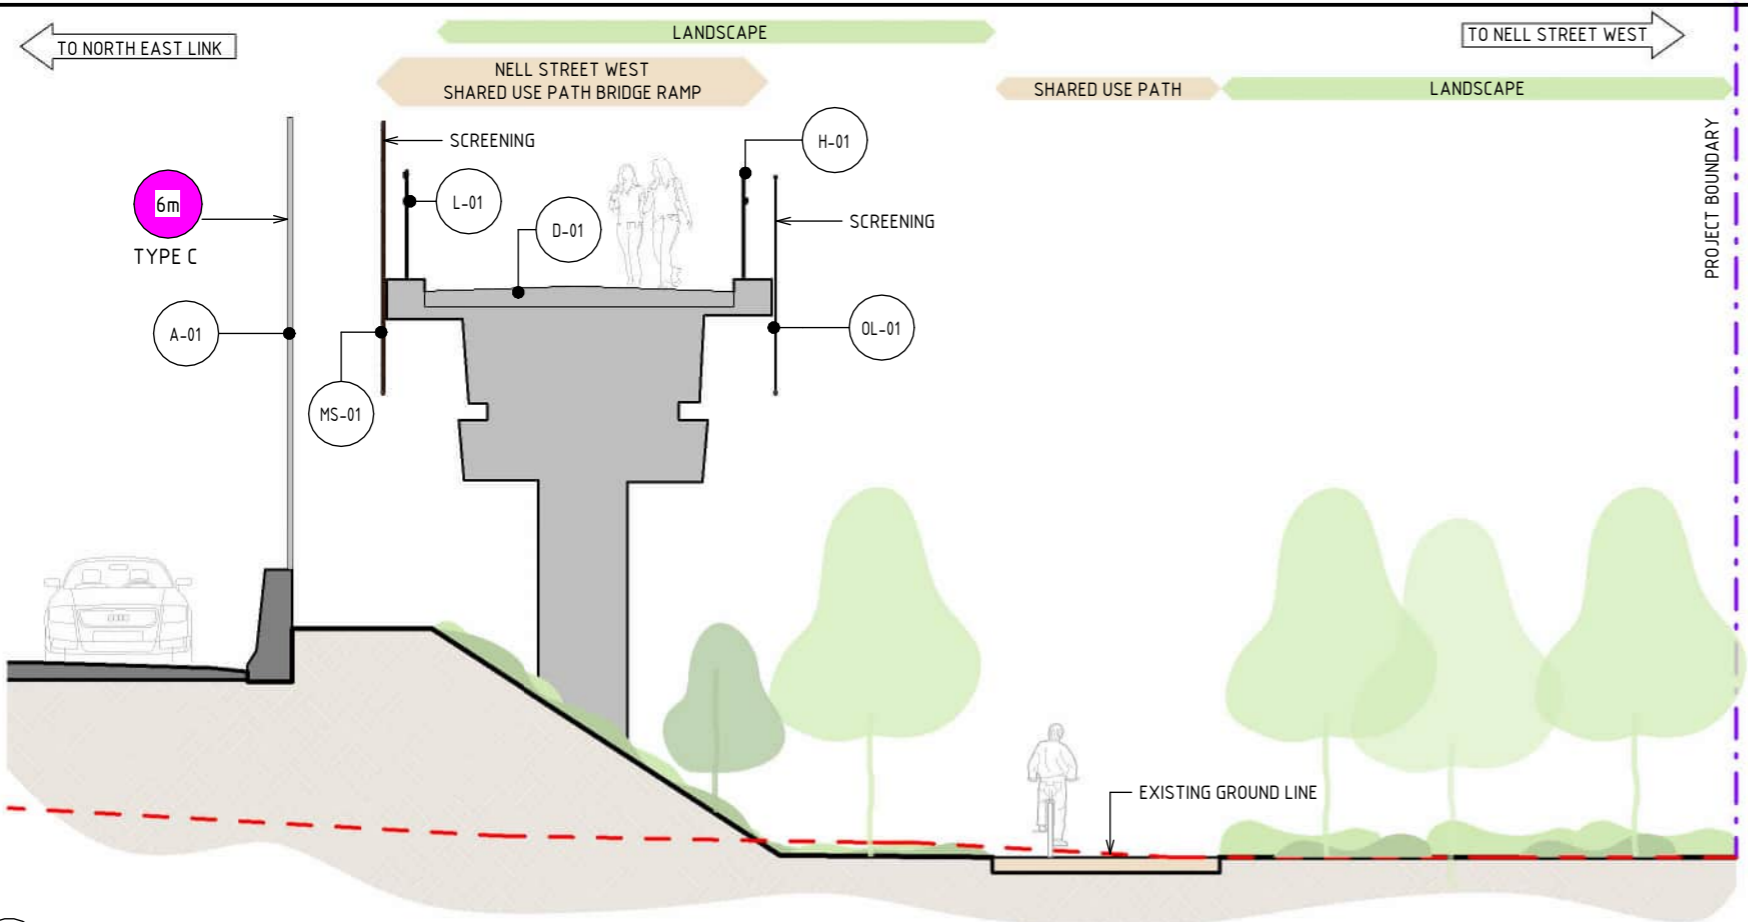 LANDSCAPE
TO NORTH EAST LINK
TO NELL STREET WEST
NELL STREET WEST
SHARED USE PATH BRIDGE RAMP
SHARED USE PATH
LANDSCAPE
PROJECT BOUNDARY
SCREENING
H-01
6m
TYPE C
L-01
D-01
SCREENING
A-01
OL-01
MS-01
EXISTING GROUND LINE